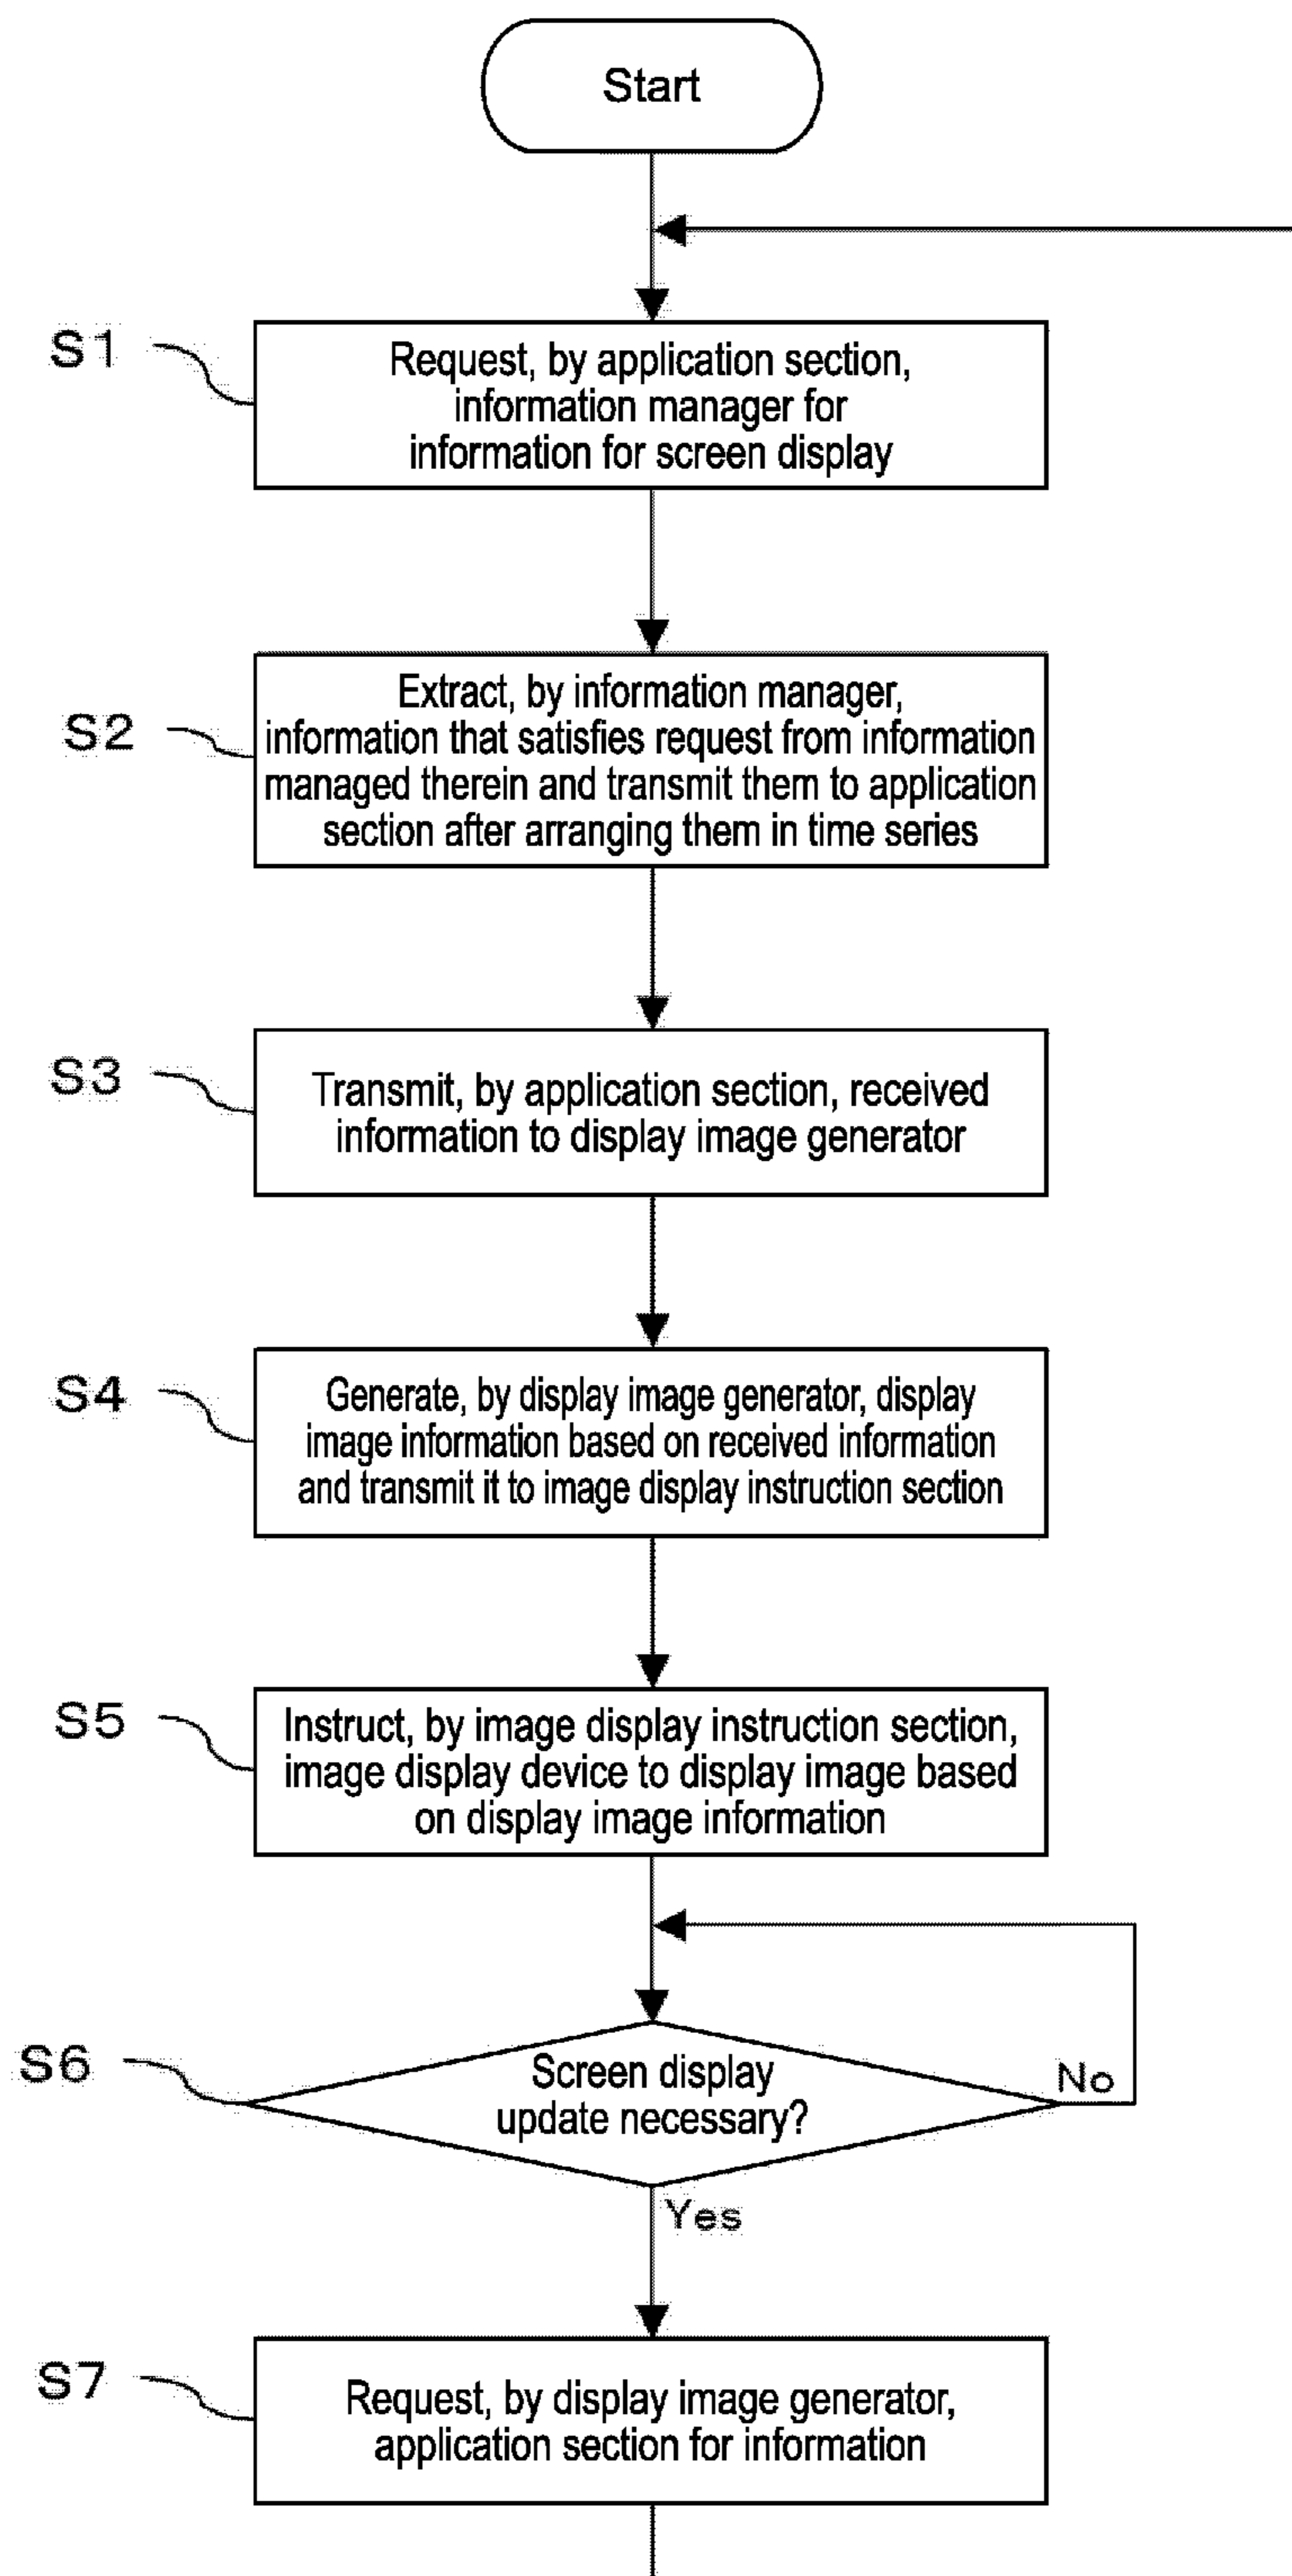 Start
S1
Request, by application section,
information manager for
information for screen display
S2
Extract, by information manager,
information that satisfies request from information
managed therein and transmit them to application
section after arranging them in time series
S3
Transmit, by application section, received
information to display image generator
S4
Generate, by display image generator, display
image information based on received information
and transmit it to image display instruction section
S5
Instruct, by image display instruction section,
image display device to display image based
on display image information
S6
Screen display
update necessary?
No
Yes
S7
Request, by display image generator,
application section for information